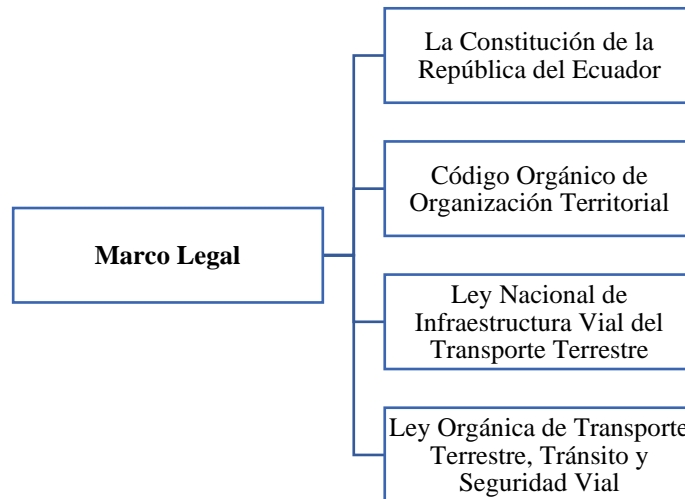 La Constitución de la
República del Ecuador
Código Orgánico de
Organización Territorial
Marco Legal
Ley Nacional de
Infraestructura Vial del
Transporte Terrestre
Ley Orgánica de Transporte
Terrestre, Tránsito y
Seguridad Vial